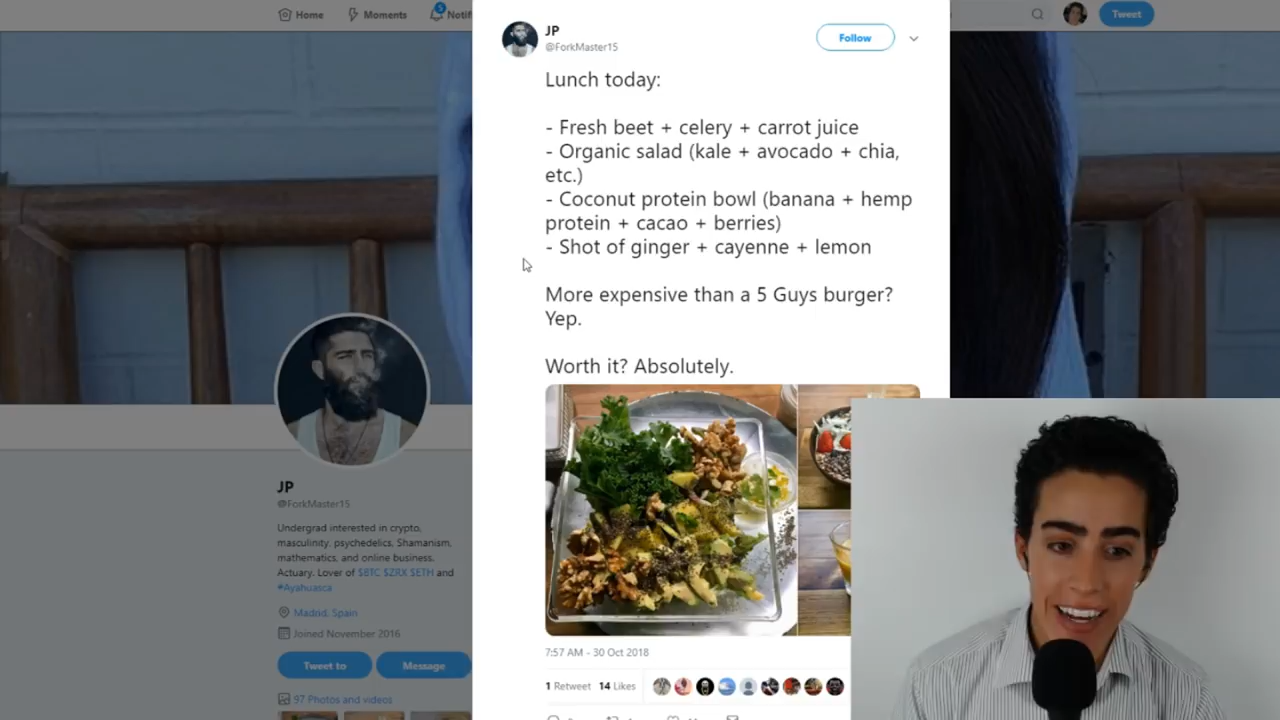 Home
Moments
5
Notif
Tweet
JP
@ForkMaster15
Follow
Lunch today:
- Fresh beet + celery + carrot juice
- Organic salad (kale + avocado + chia,
etc.)
- Coconut protein bowl (banana + hemp
protein + cacao + berries)
- Shot of ginger + cayenne + lemon
More expensive than a 5 Guys burger?
Yep.
Worth it? Absolutely.
7:57 AM - 30 Oct 2018
1 Retweet 14 Likes
JP
@ForkMaster15
Undergrad interested in crypto,
masculinity, psychedelics, Shamanism,
mathematics, and online business.
Actuary. Lover of $BTC $ZRX $ETH and
#Ayahuasca
Madrid, Spain
Joined November 2016
Tweet to
Message
97 Photos and videos